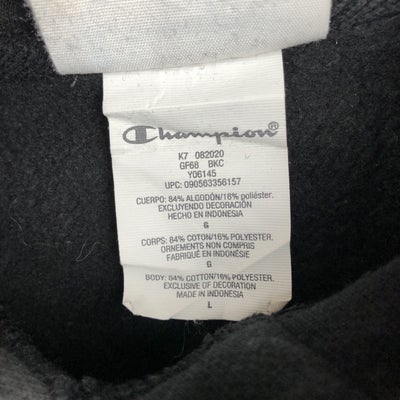 Champion®
K7 082020
GF68 BKC
Y06145
UPC: 090563356157
CUERPO: 84% ALGODÓN/16% poliéster.
EXCLUYENDO DECORACIÓN
HECHO EN INDONESIA
G
CORPS: 84% COTON/16% POLYESTER.
ORNEMENTS NON COMPRIS
FABRIQUÉ EN INDONÉSIE
G
BODY: 84% COTTON/16% POLYESTER.
EXCLUSIVE OF DECORATION
MADE IN INDONESIA
L